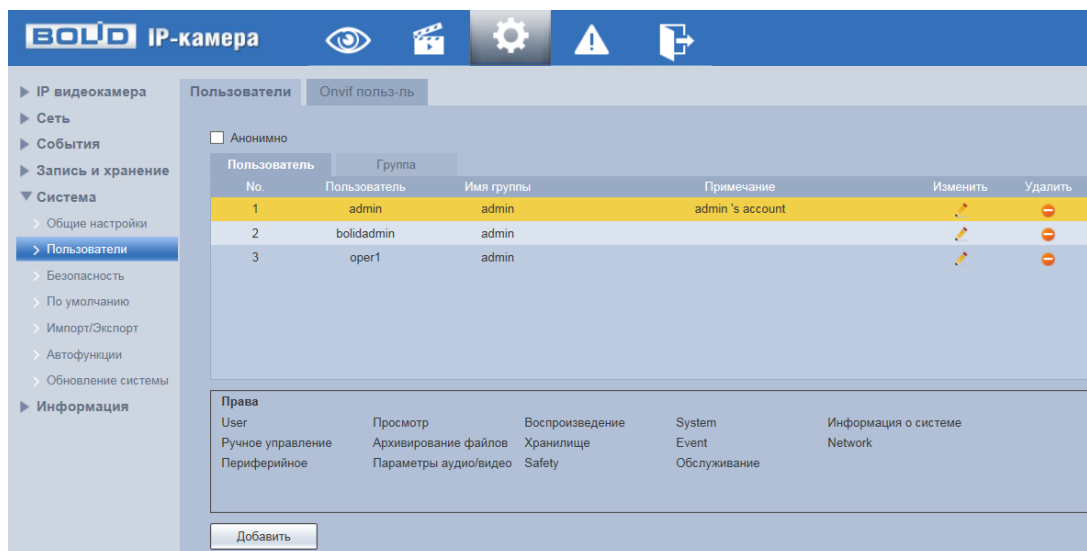 BOLID IP-камера
IP видеокамера
Сеть
События
Запись и хранение
Система
Общие настройки
Пользователи
Безопасность
По умолчанию
Импорт/Экспорт
Автофункции
Обновление системы
Информация
Пользователи Onvif польз-ль
Анонимно
Пользователь Группа
No. Пользователь Имя группы Примечание Изменить Удалить
1 admin admin admin 's account
2 bolidadmin admin
3 oper1 admin
Права
User Просмотр Воспроизведение System Информация о системе
Ручное управление Архивирование файлов Хранилище Event Network
Периферийное Параметры аудио/видео Safety Обслуживание
Добавить